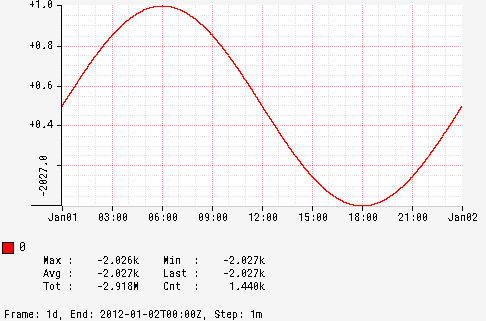 +1.0
+0.8
+0.6
+0.4
-2027.0
Jan01 03:00 06:00 09:00 12:00 15:00 18:00 21:00 Jan02
0
Max : -2.026k Min : -2.027k
Avg : -2.027k Last : -2.027k
Tot : -2.918M Cnt : 1.440k
Frame: 1d, End: 2012-01-02T00:00Z, Step: 1m